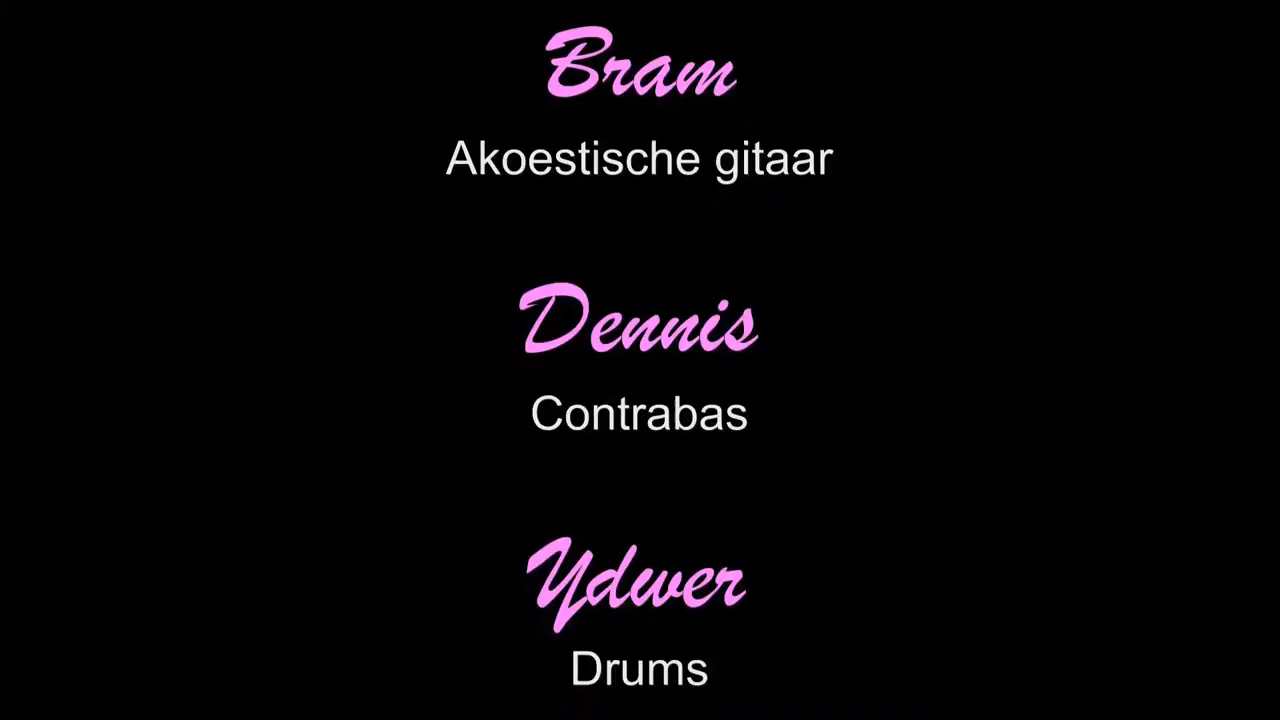 Bram
Akoestische gitaar
Dennis
Contrabas
Ydwer
Drums